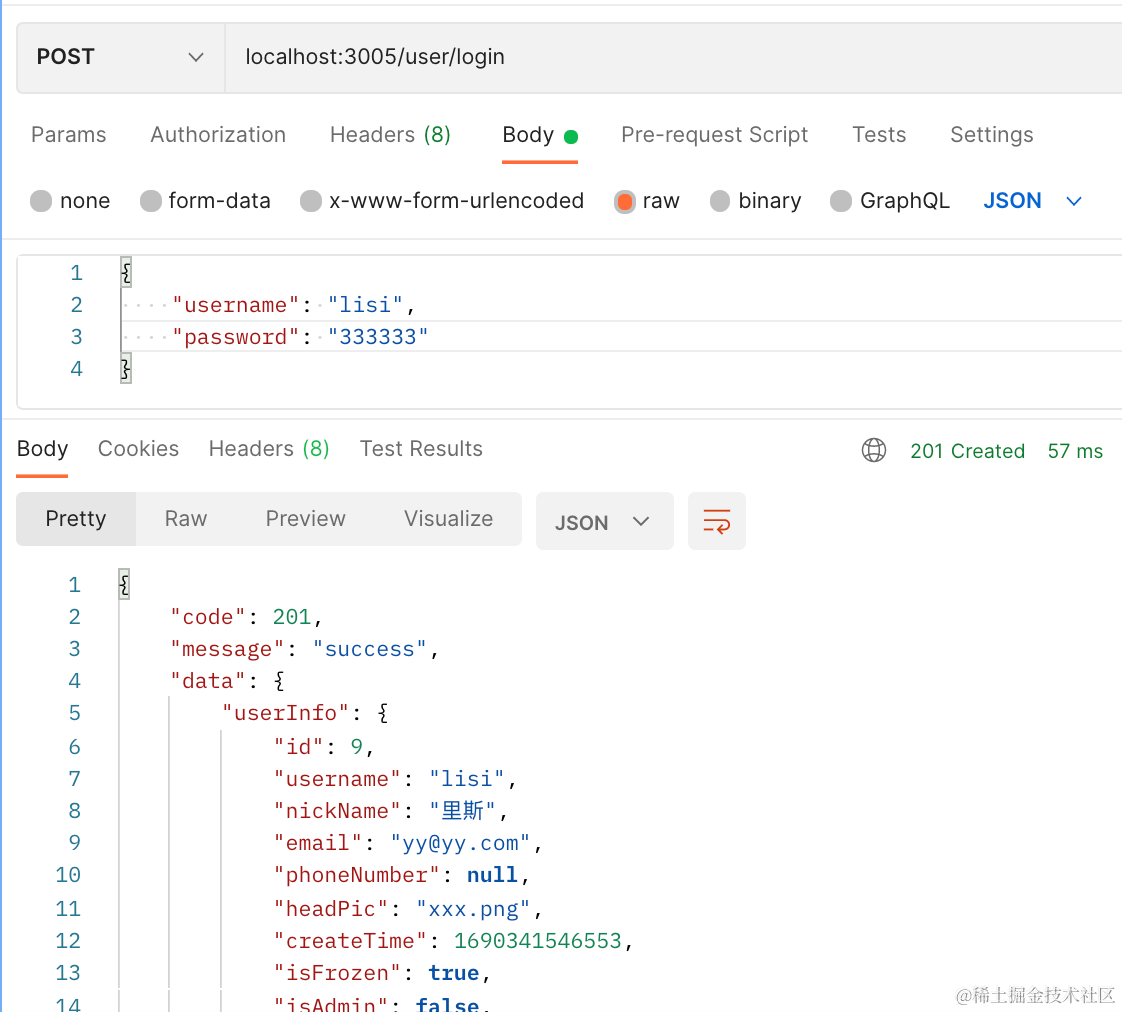 POST localhost:3005/user/login
Params Authorization Headers (8) Body Pre-request Script Tests Settings
none form-data x-www-form-urlencoded raw binary GraphQL JSON
1 {
2 ····"username":·"lisi",
3 ····"password":·"333333"
4 }
Body Cookies Headers (8) Test Results 201 Created 57 ms
Pretty Raw Preview Visualize JSON
1 {
2 "code": 201,
3 "message": "success",
4 "data": {
5 "userInfo": {
6 "id": 9,
7 "username": "lisi",
8 "nickName": "里斯",
9 "email": "yy@yy.com",
10 "phoneNumber": null,
11 "headPic": "xxx.png",
12 "createTime": 1690341546553,
13 "isFrozen": true,
14 "isAdmin": false,
@稀土掘金技术社区